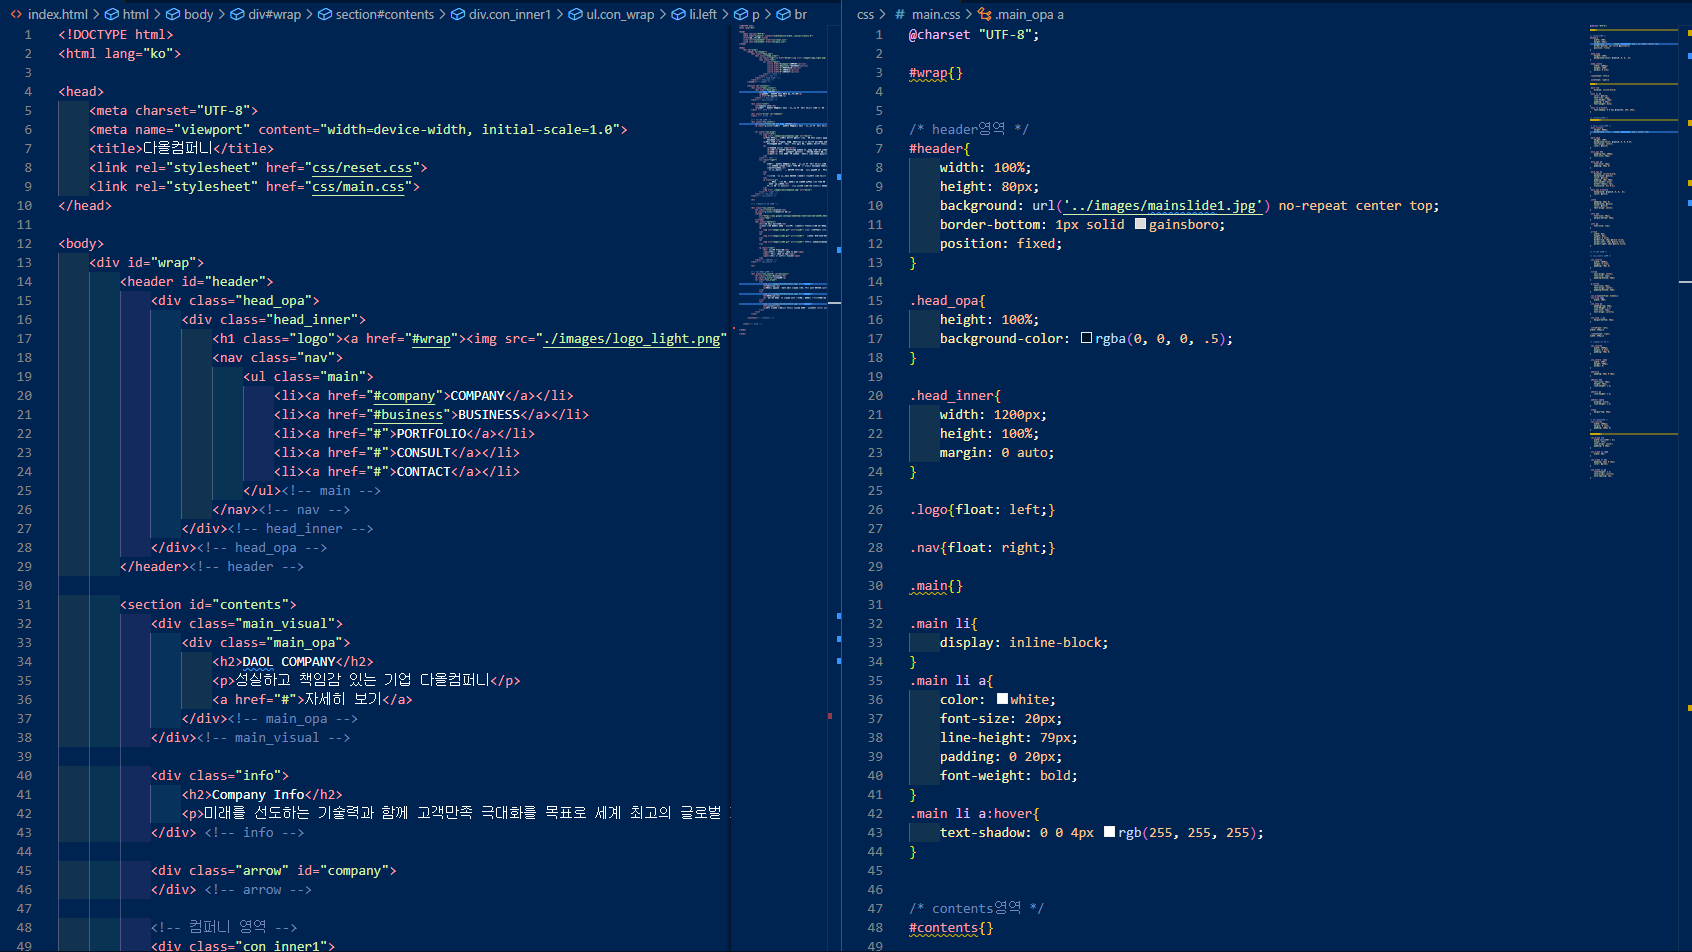 index.html > html > body > div#wrap > section#contents > div.con_inner1 > ul.con_wrap > li.left > p > br
1 <!DOCTYPE html>
2 <html lang="ko">
3
4 <head>
5 <meta charset="UTF-8">
6 <meta name="viewport" content="width=device-width, initial-scale=1.0">
7 <title>다올컴퍼니</title>
8 <link rel="stylesheet" href="css/reset.css">
9 <link rel="stylesheet" href="css/main.css">
10 </head>
11
12 <body>
13 <div id="wrap">
14 <header id="header">
15 <div class="head_opa">
16 <div class="head_inner">
17 <h1 class="logo"><a href="#wrap"><img src="./images/logo_light.png"
18 <nav class="nav">
19 <ul class="main">
20 <li><a href="#company">COMPANY</a></li>
21 <li><a href="#business">BUSINESS</a></li>
22 <li><a href="#">PORTFOLIO</a></li>
23 <li><a href="#">CONSULT</a></li>
24 <li><a href="#">CONTACT</a></li>
25 </ul><!-- main -->
26 </nav><!-- nav -->
27 </div><!-- head_inner -->
28 </div><!-- head_opa -->
29 </header><!-- header -->
30
31 <section id="contents">
32 <div class="main_visual">
33 <div class="main_opa">
34 <h2>DAOL COMPANY</h2>
35 <p>성실하고 책임감 있는 기업 다올컴퍼니</p>
36 <a href="#">자세히 보기</a>
37 </div><!-- main_opa -->
38 </div><!-- main_visual -->
39
40 <div class="info">
41 <h2>Company Info</h2>
42 <p>미래를 선도하는 기술력과 함께 고객만족 극대화를 목표로 세계 최고의 글로벌
43 </div> <!-- info -->
44
45 <div class="arrow" id="company">
46 </div> <!-- arrow -->
47
48 <!-- 컴퍼니 영역 -->
49 <div class="con_inner1">
css > # main.css > .main_opa a
1 @charset "UTF-8";
2
3 #wrap{}
4
5
6 /* header영역 */
7 #header{
8 width: 100%;
9 height: 80px;
10 background: url('../images/mainslide1.jpg') no-repeat center top;
11 border-bottom: 1px solid gainsboro;
12 position: fixed;
13 }
14
15 .head_opa{
16 height: 100%;
17 background-color: rgba(0, 0, 0, .5);
18 }
19
20 .head_inner{
21 width: 1200px;
22 height: 100%;
23 margin: 0 auto;
24 }
25
26 .logo{float: left;}
27
28 .nav{float: right;}
29
30 .main{}
31
32 .main li{
33 display: inline-block;
34 }
35 .main li a{
36 color: white;
37 font-size: 20px;
38 line-height: 79px;
39 padding: 0 20px;
40 font-weight: bold;
41 }
42 .main li a:hover{
43 text-shadow: 0 0 4px rgb(255, 255, 255);
44 }
45
46
47 /* contents영역 */
48 #contents{}
49